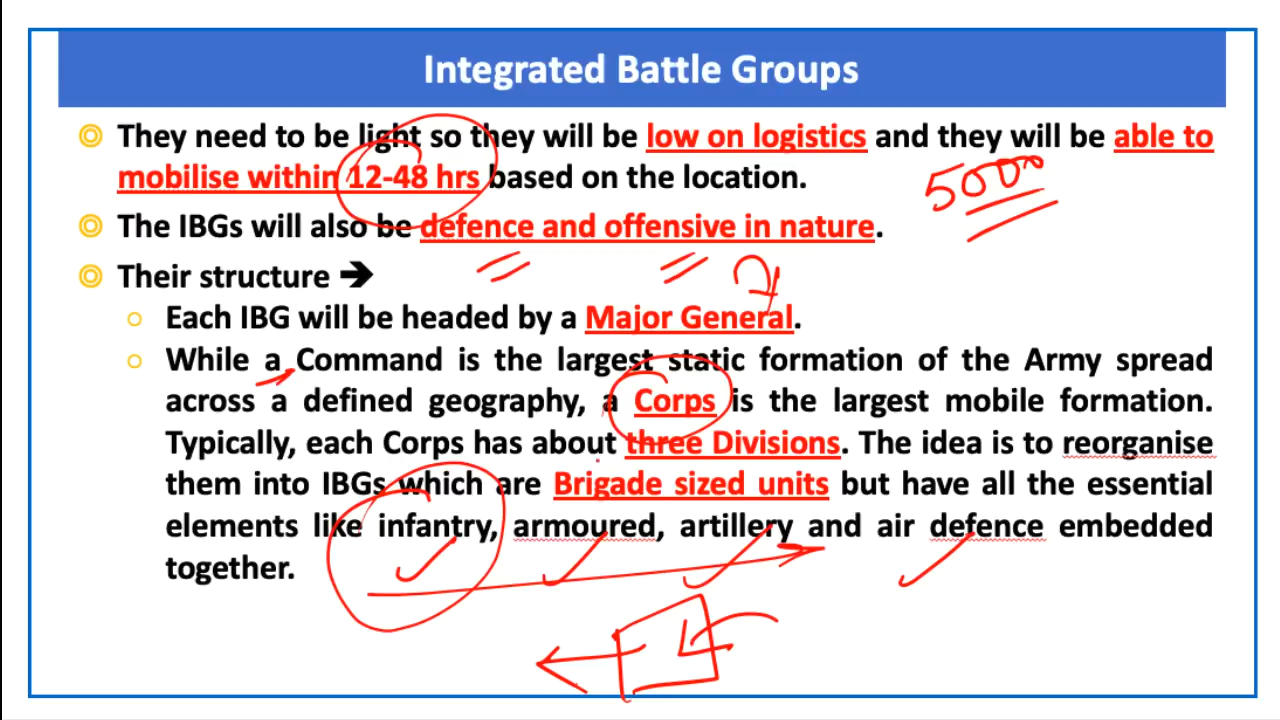 Integrated Battle Groups
They need to be light so they will be low on logistics and they will be able to
mobilise within 12-48 hrs based on the location.
5000
The IBGs will also be defence and offensive in nature.
Their structure ➔
Each IBG will be headed by a Major General.
While a Command is the largest static formation of the Army spread
across a defined geography, a Corps is the largest mobile formation.
Typically, each Corps has about three Divisions. The idea is to reorganise
them into IBGs which are Brigade sized units but have all the essential
elements like infantry, armoured, artillery and air defence embedded
together.